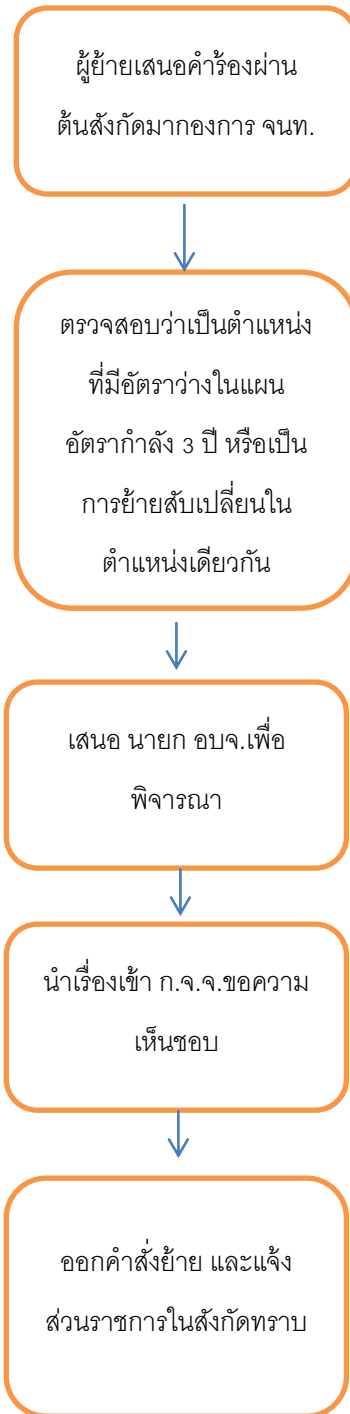 ผู้ย้ายเสนอคำร้องผ่าน
ต้นสังกัดมากองการ จนท.
ตรวจสอบว่าเป็นตำแหน่ง
ที่มีอัตราว่างในแผน
อัตรากำลัง 3 ปี หรือเป็น
การย้ายสับเปลี่ยนใน
ตำแหน่งเดียวกัน
เสนอ นายก อบจ.เพื่อ
พิจารณา
นำเรื่องเข้า ก.จ.จ.ขอความ
เห็นชอบ
ออกคำสั่งย้าย และแจ้ง
ส่วนราชการในสังกัดทราบ